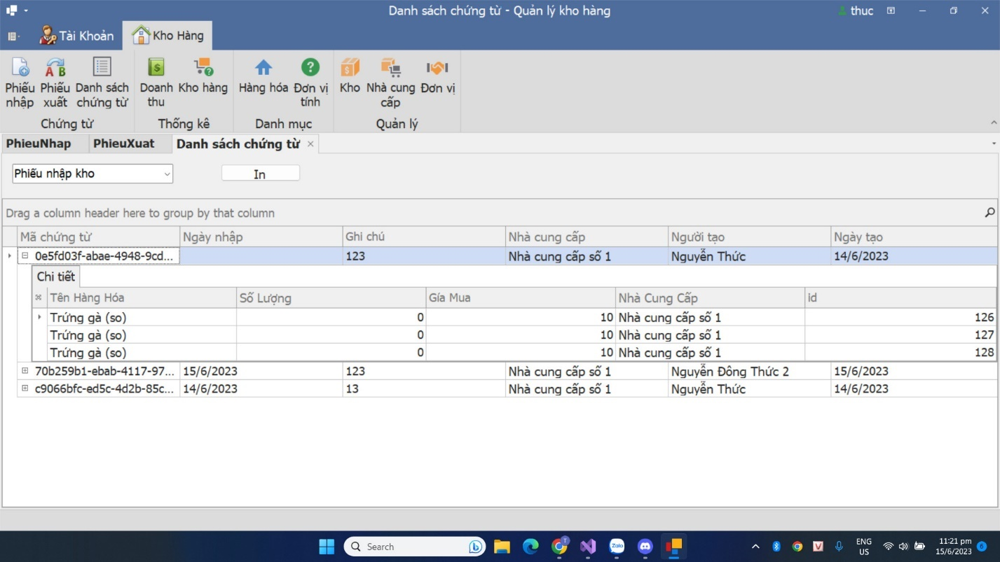 Danh sách chứng từ - Quản lý kho hàng
thuc
Tài Khoản
Kho Hàng
Phiếu nhập
Phiếu xuất
Danh sách chứng từ
Doanh thu
Kho hàng
Hàng hóa
Đơn vị tính
Kho
Nhà cung cấp
Đơn vị
Chứng từ
Thống kê
Danh mục
Quản lý
PhieuNhap
PhieuXuat
Danh sách chứng từ
Phiếu nhập kho
In
Drag a column header here to group by that column
Mã chứng từ Ngày nhập Ghi chú Nhà cung cấp Người tạo Ngày tạo
0e5fd03f-abae-4948-9cd... 123 Nhà cung cấp số 1 Nguyễn Thức 14/6/2023
Chi tiết
Tên Hàng Hóa Số Lượng Gía Mua Nhà Cung Cấp id
Trứng gà (so) 0 10 Nhà cung cấp số 1 126
Trứng gà (so) 0 10 Nhà cung cấp số 1 127
Trứng gà (so) 0 10 Nhà cung cấp số 1 128
70b259b1-ebab-4117-97... 15/6/2023 123 Nhà cung cấp số 1 Nguyễn Đông Thức 2 15/6/2023
c9066bfc-ed5c-4d2b-85c... 14/6/2023 13 Nhà cung cấp số 1 Nguyễn Thức 14/6/2023
Search
Zalo
V
ENG
US
11:21 pm
15/6/2023
6